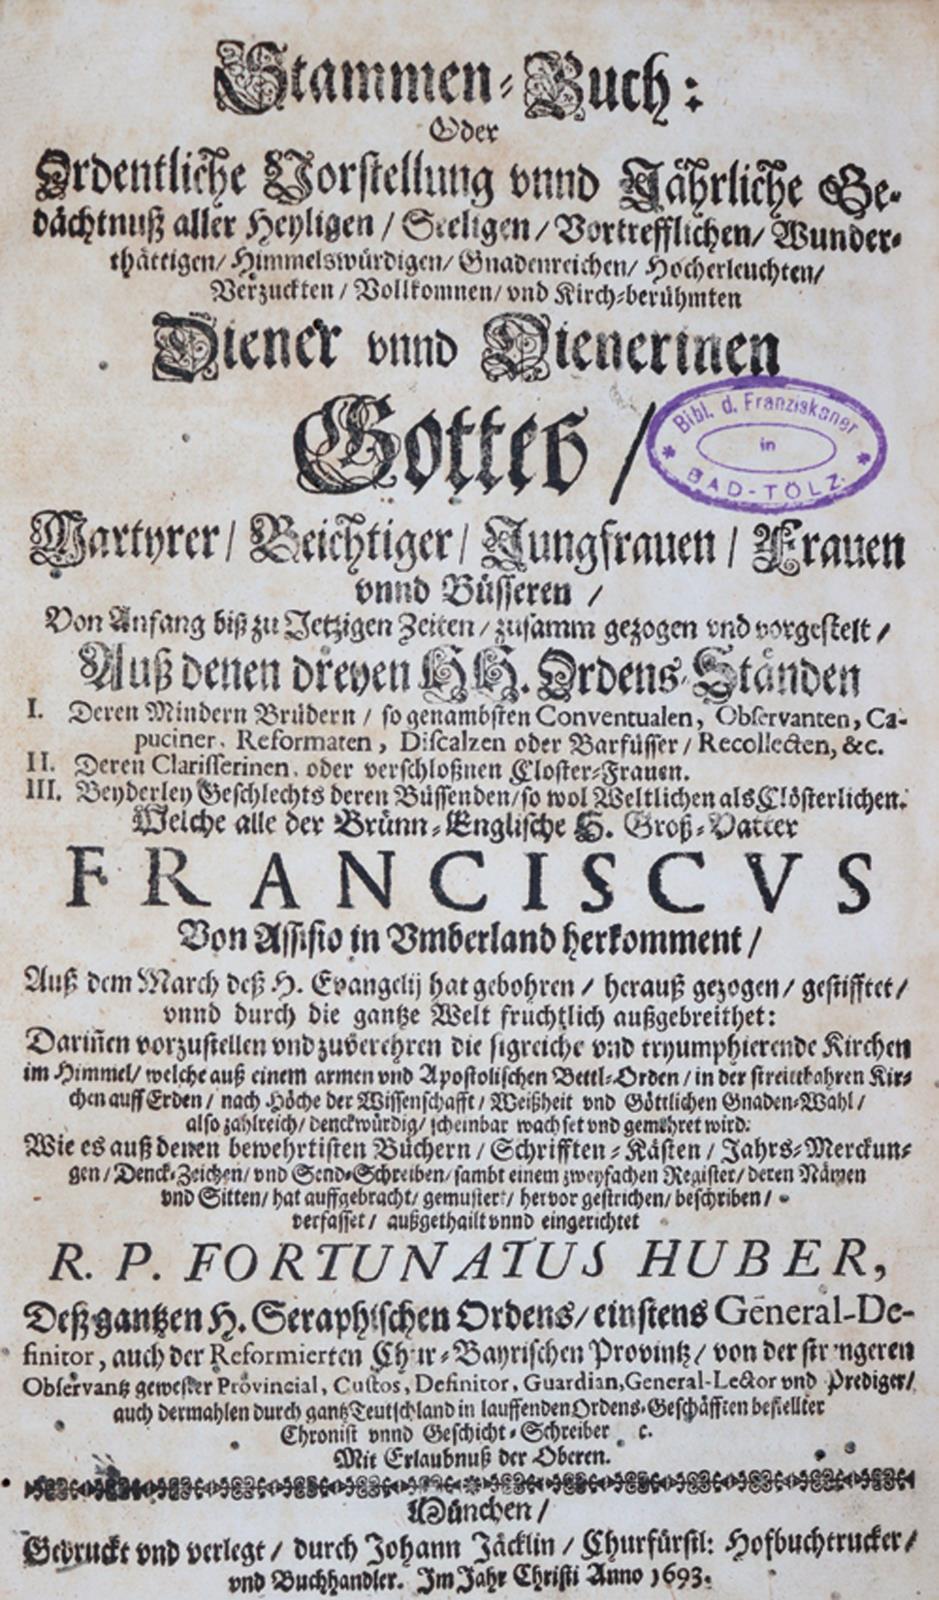 Stammen-Buch:
Oder
Ordentliche Vorstellung vnnd Jährliche Ge-
dächtnuß aller Heyligen / Seeligen / Vortrefflichen / Wunder-
thättigen / Himmelswürdigen / Gnadenreichen / Hocherleuchten /
Verzuckten / Vollkomnen / vnd Kirch-berühmten
Diener vnnd Dienerinen
Gottes /
Bibl. d. Franziskaner
in
BAD-TÖLZ
Martyrer / Beichtiger / Jungfrauen / Frauen
vnnd Büsseren /
Von Anfang biß zu Jetzigen Zeiten / zusamm gezogen vnd vorgestelt /
Auß denen dreyen HH. Ordens-Ständen
I. Deren Mindern Brüdern / so genambsten Conventualen, Observanten, Ca-
puciner, Reformaten, Discalzen oder Barfüsser / Recollecten, &c.
II. Deren Clarisserinen, oder verschloßnen Closter-Frauen.
III. Beyderley Geschlechts deren Büssenden / so wol Weltlichen als Clösterlichen.
Welche alle der Brünn-Englische H. Groß-Vatter
FRANCISCVS
Von Assisio in Vmberland herkomment /
Auß dem March deß H. Evangelij hat gebohren / herauß gezogen / gestifftet /
vnnd durch die gantze Welt fruchtlich außgebreithet:
Dariñen vorzustellen vnd zuverehren die sigreiche vnd tryumphierende Kirchen
im Himmel / welche auß einem armen vnd Apostolischen Bettl-Orden / in der streittbahren Kir-
chen auff Erden / nach Höche der Wissenschafft / Weißheit vnd Göttlichen Gnaden-Wahl /
also zahlreich / denckwürdig / scheinbar wachset vnd gemehret wird.
Wie es auß denen bewehrtisten Büchern / Schrifften-Kästen / Jahrs-Merckun-
gen / Denck-Zeichen / vnd Send-Schreiben / sambt einem zweyfachen Register / deren Nämen
vnd Sitten / hat auffgebracht / gemustert / hervor gestrichen / beschriben /
verfasset / außgethailt vnnd eingerichtet
R. P. FORTUNATUS HUBER,
Deß gantzen H. Seraphischen Ordens / einstens General-De-
finitor, auch der Reformierten Chur-Bayrischen Provintz / von der strengeren
Observantz gewester Provincial, Custos, Definitor, Guardian, General-Lector vnd Prediger /
auch dermahlen durch gantz Teutschland in lauffenden Ordens-Geschäfften bestellter
Chronist vnnd Geschicht-Schreiber c.
Mit Erlaubnuß der Oberen.
München /
Gedruckt vnd verlegt / durch Johann Jäcklin / Churfürstl: Hofbuchtrucker /
vnd Buchhandler. Im Jahr Christi Anno 1693.